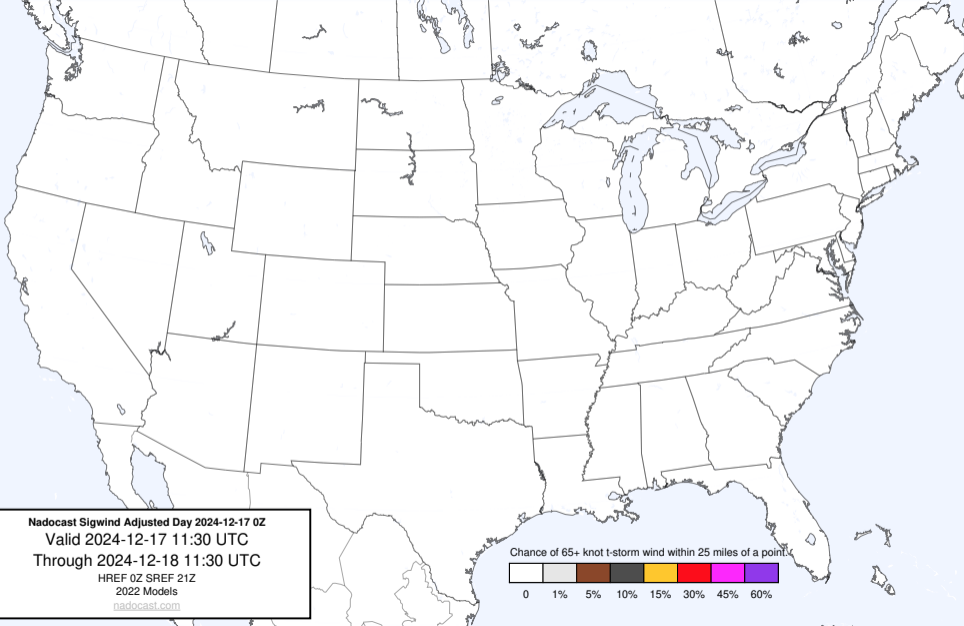 Nadocast Sigwind Adjusted Day 2024-12-17 0Z
Valid 2024-12-17 11:30 UTC
Through 2024-12-18 11:30 UTC
HREF 0Z SREF 21Z
2022 Models
nadocast.com
Chance of 65+ knot t-storm wind within 25 miles of a point.
0 1% 5% 10% 15% 30% 45% 60%